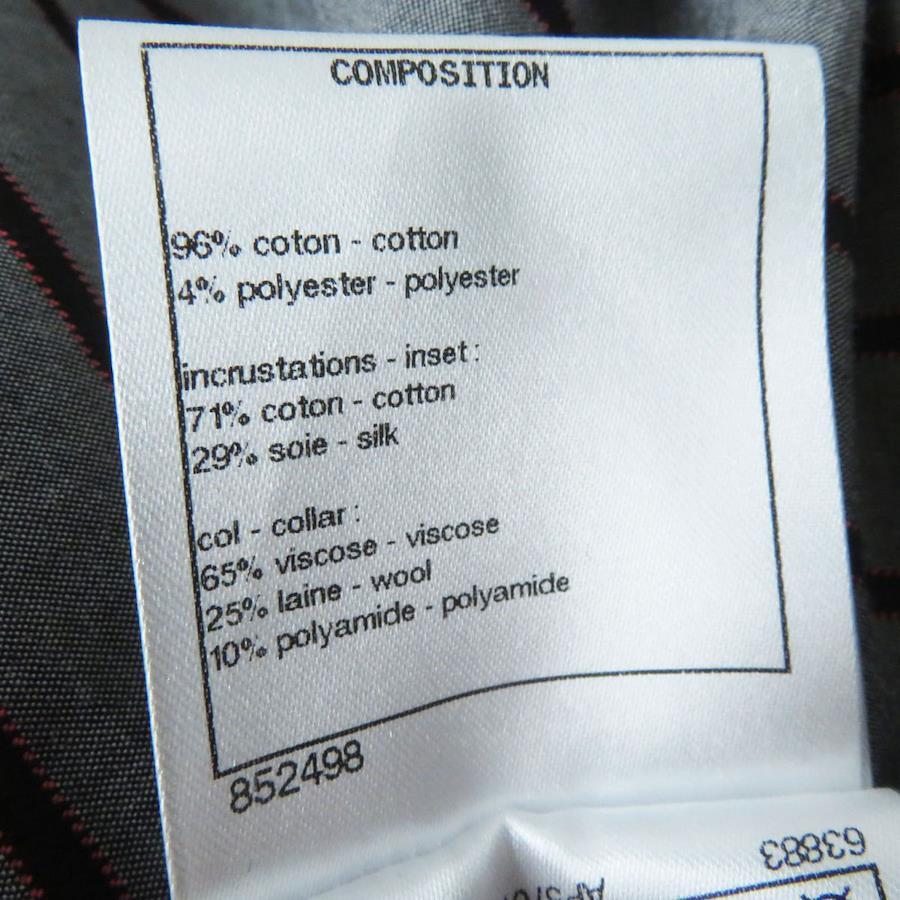 COMPOSITION
96% coton - cotton
4% polyester - polyester
incrustations - inset :
71% coton - cotton
29% soie - silk
col - collar :
65% viscose - viscose
25% laine - wool
10% polyamide - polyamide
852498
63883